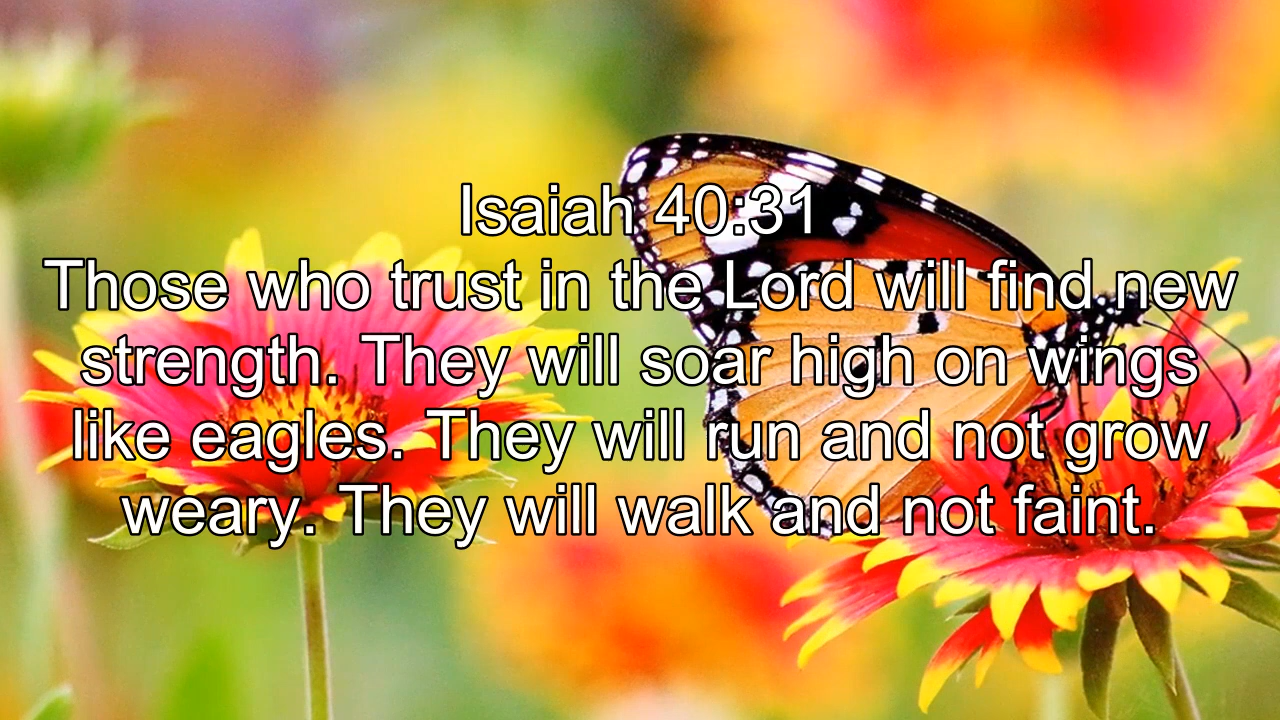 Isaiah 40:31
Those who trust in the Lord will find new
strength. They will soar high on wings
like eagles. They will run and not grow
weary. They will walk and not faint.